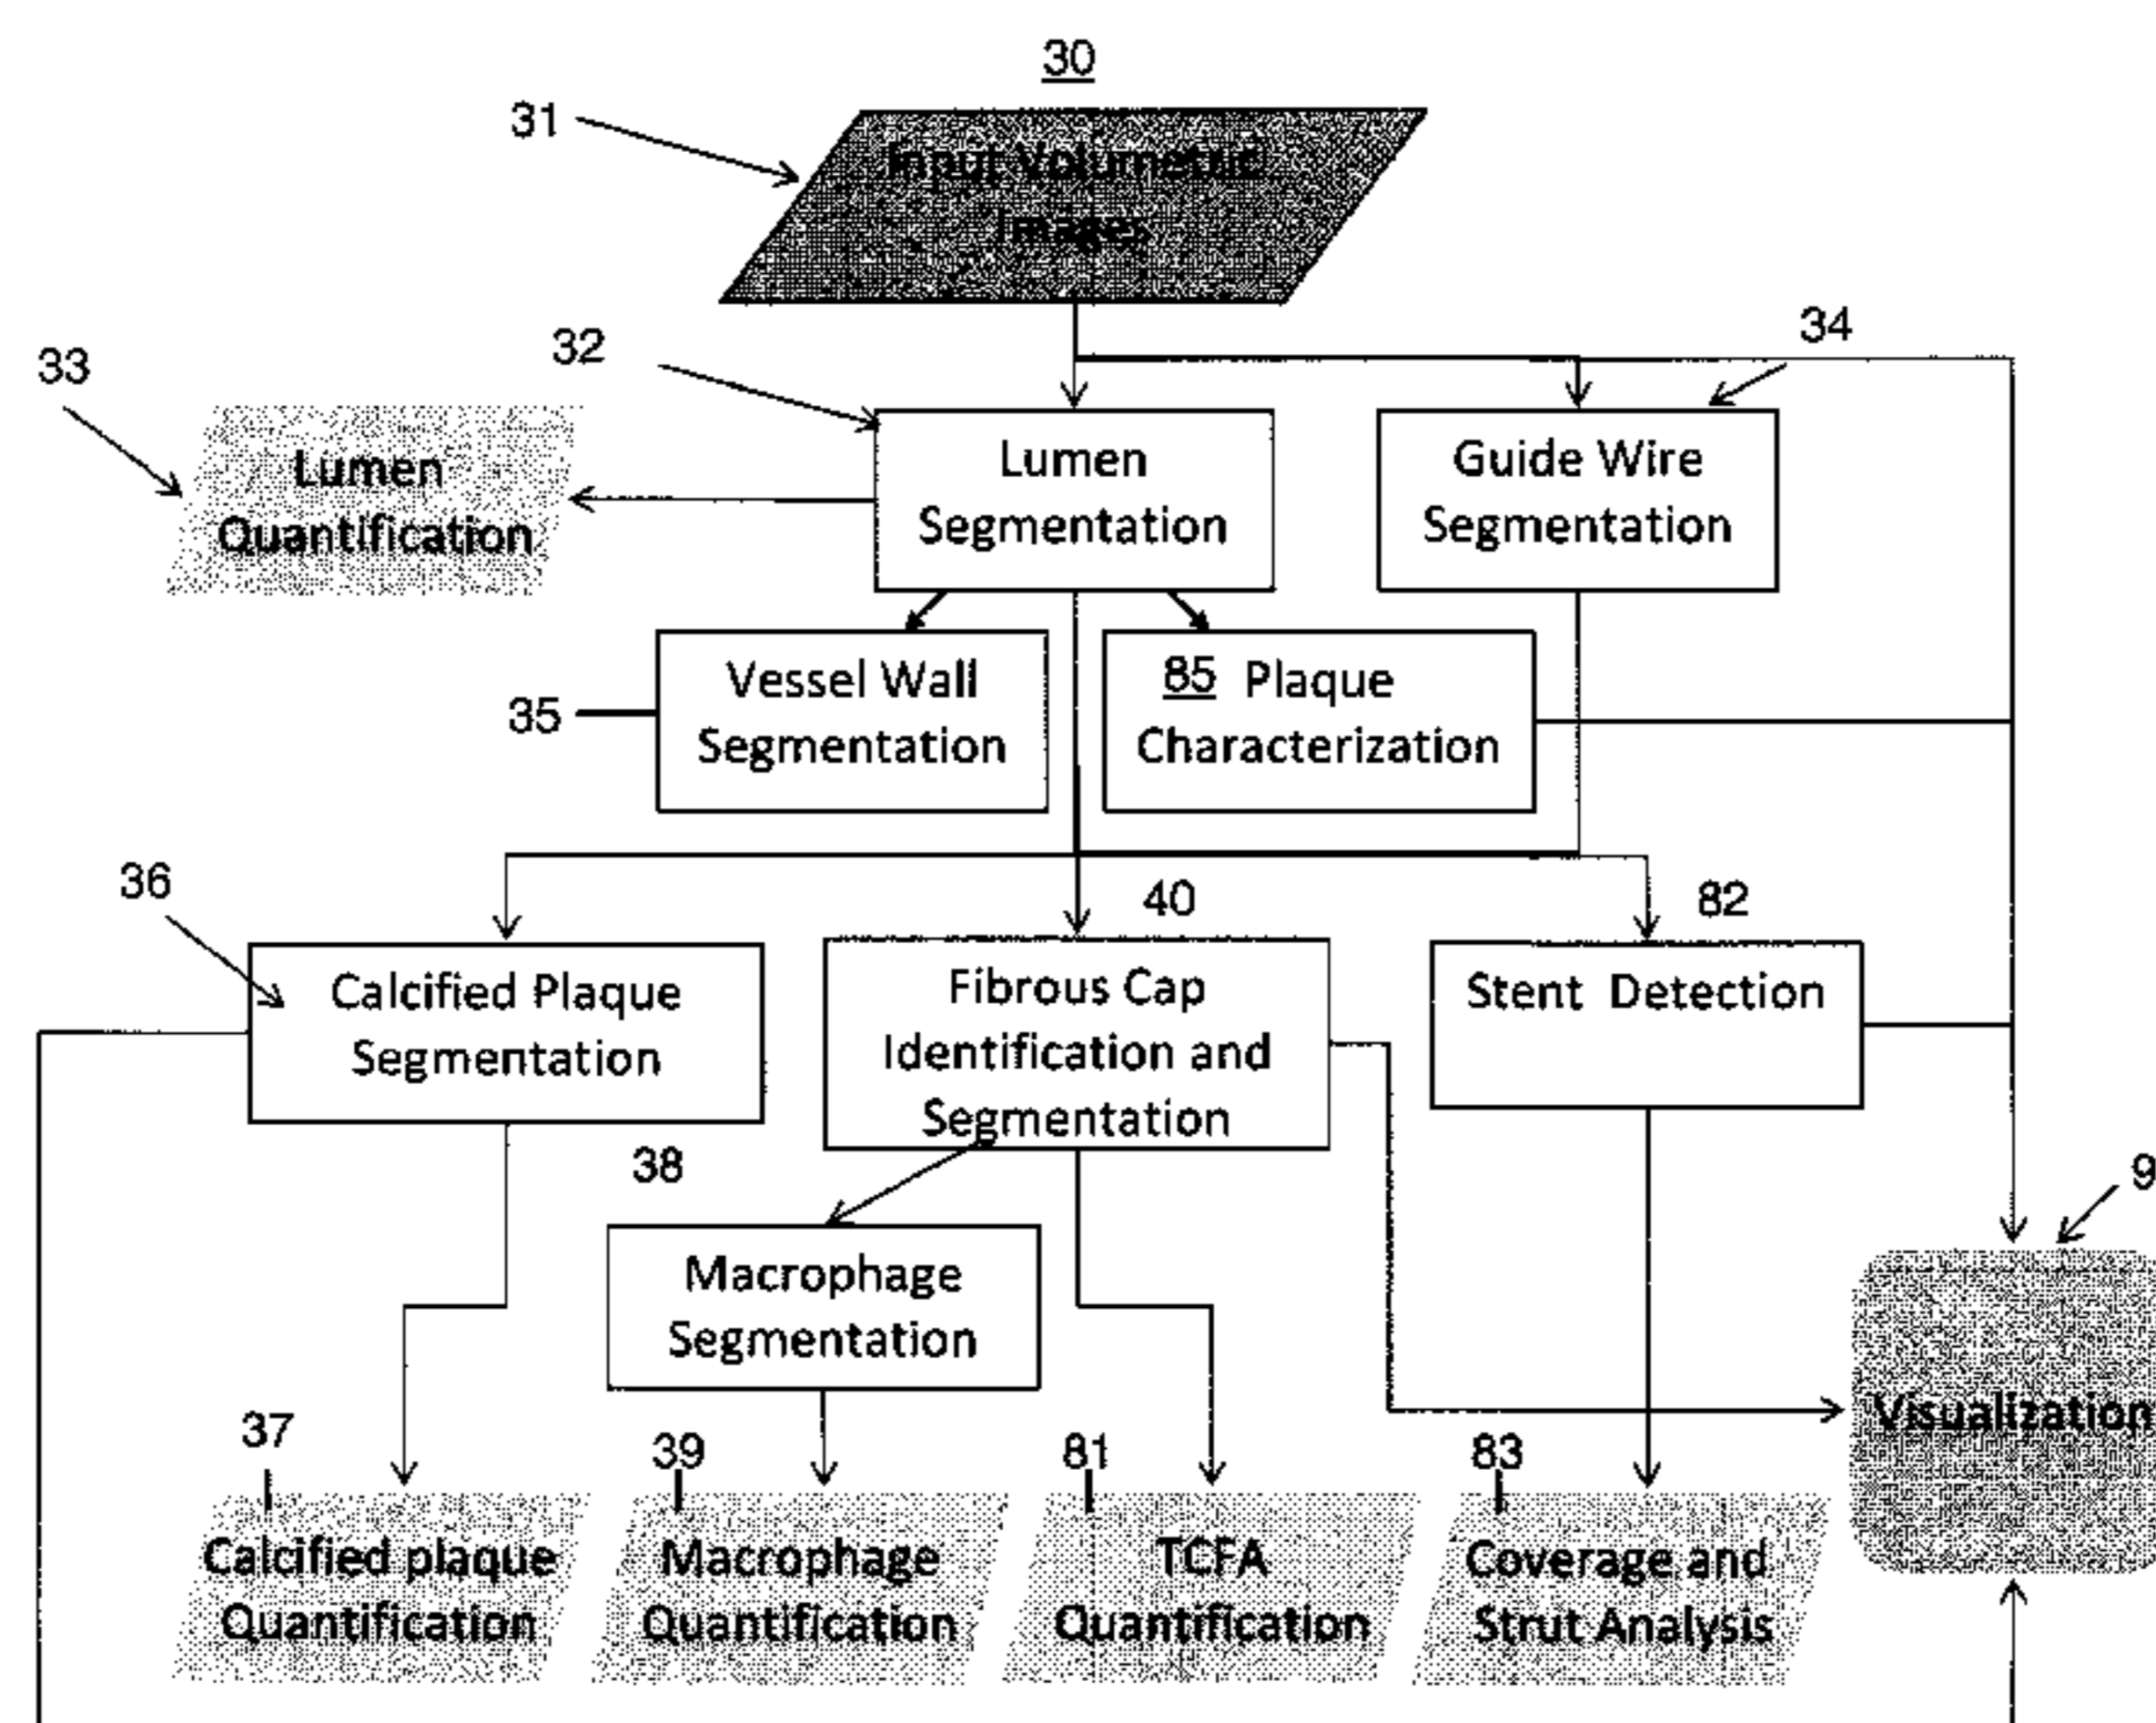 30
31
Input Volumetric
Images
32
33
34
Lumen
Quantification
Lumen
Segmentation
Guide Wire
Segmentation
35
Vessel Wall
Segmentation
85 Plaque
Characterization
36
40
82
Calcified Plaque
Segmentation
Fibrous Cap
Identification and
Segmentation
Stent Detection
38
9
Macrophage
Segmentation
Visualization
37
39
81
83
Calcified plaque
Quantification
Macrophage
Quantification
TCFA
Quantification
Coverage and
Strut Analysis